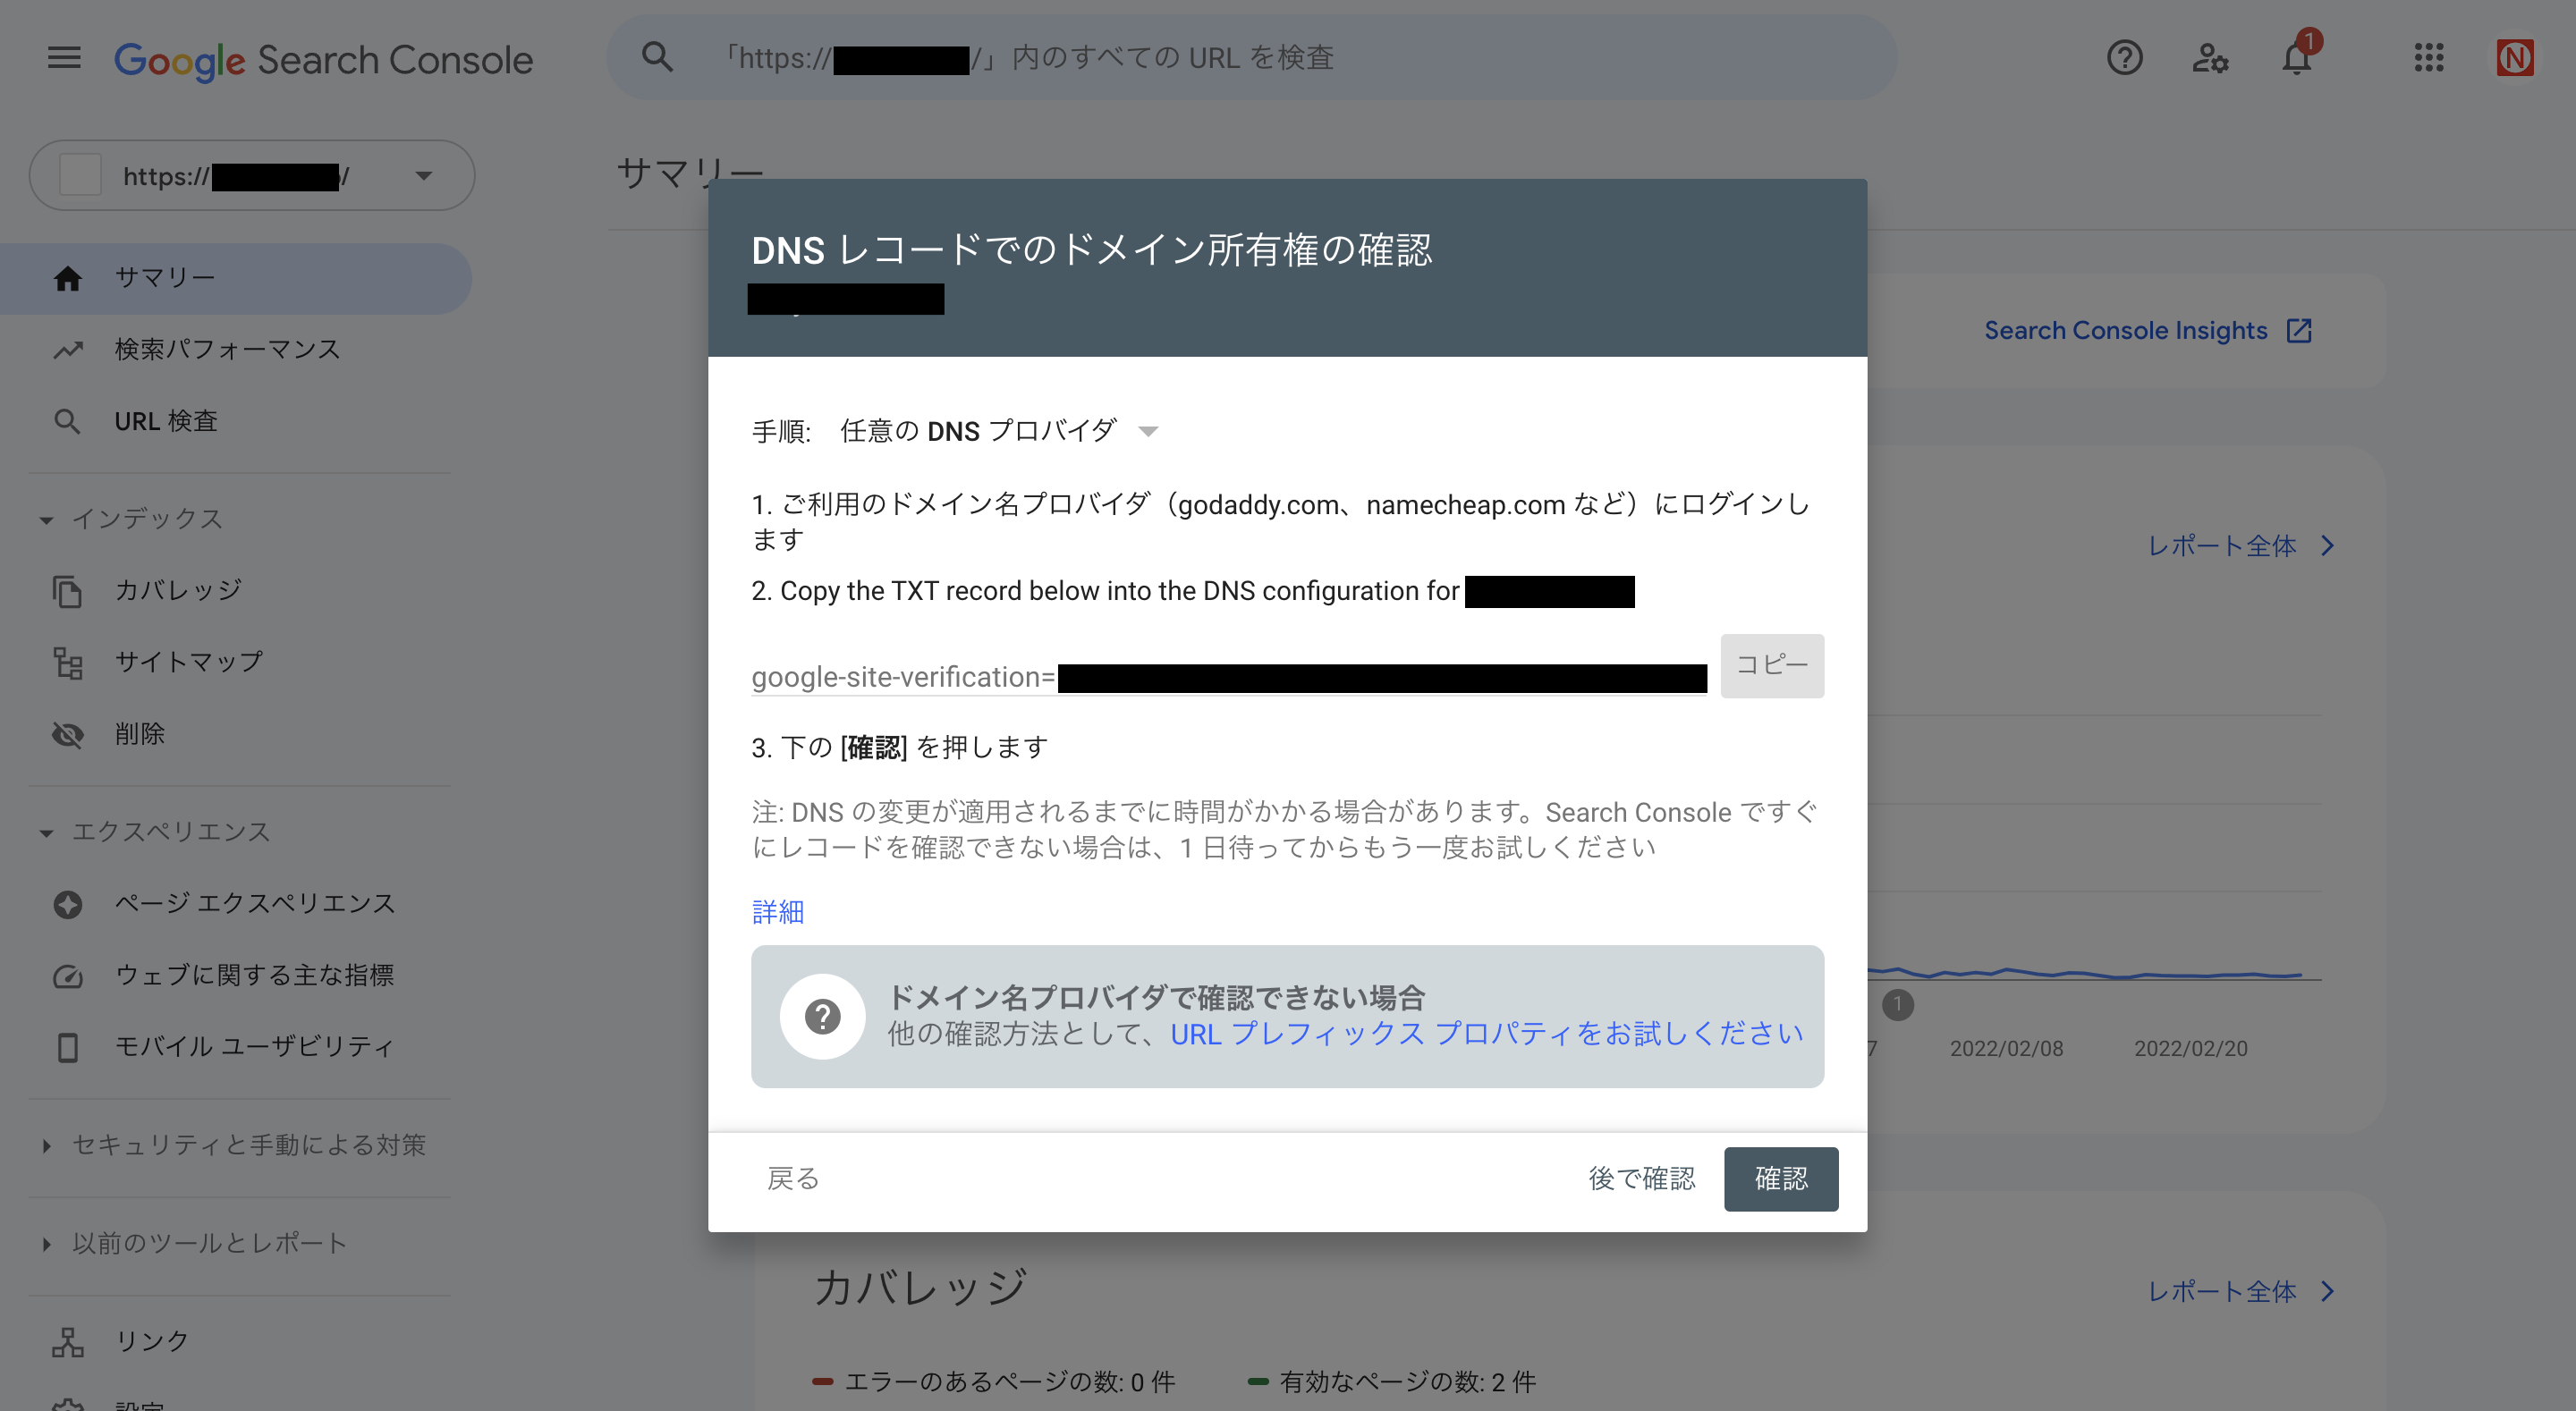 Google Search Console
「https:// /」内のすべての URL を検査
1
N
https:// /
サマリー
検索パフォーマンス
URL 検査
インデックス
カバレッジ
サイトマップ
削除
エクスペリエンス
ページ エクスペリエンス
ウェブに関する主な指標
モバイル ユーザビリティ
セキュリティと手動による対策
以前のツールとレポート
リンク
設定
サマリー
DNS レコードでのドメイン所有権の確認
手順: 任意の DNS プロバイダ
1. ご利用のドメイン名プロバイダ（godaddy.com、namecheap.com など）にログインし
ます
2. Copy the TXT record below into the DNS configuration for
google-site-verification=
コピー
3. 下の [確認] を押します
注: DNS の変更が適用されるまでに時間がかかる場合があります。Search Console ですぐ
にレコードを確認できない場合は、1 日待ってからもう一度お試しください
詳細
ドメイン名プロバイダで確認できない場合
他の確認方法として、URL プレフィックス プロパティをお試しください
戻る
後で確認
確認
Search Console Insights
レポート全体
1
7
2022/02/08
2022/02/20
カバレッジ
レポート全体
エラーのあるページの数: 0 件
有効なページの数: 2 件